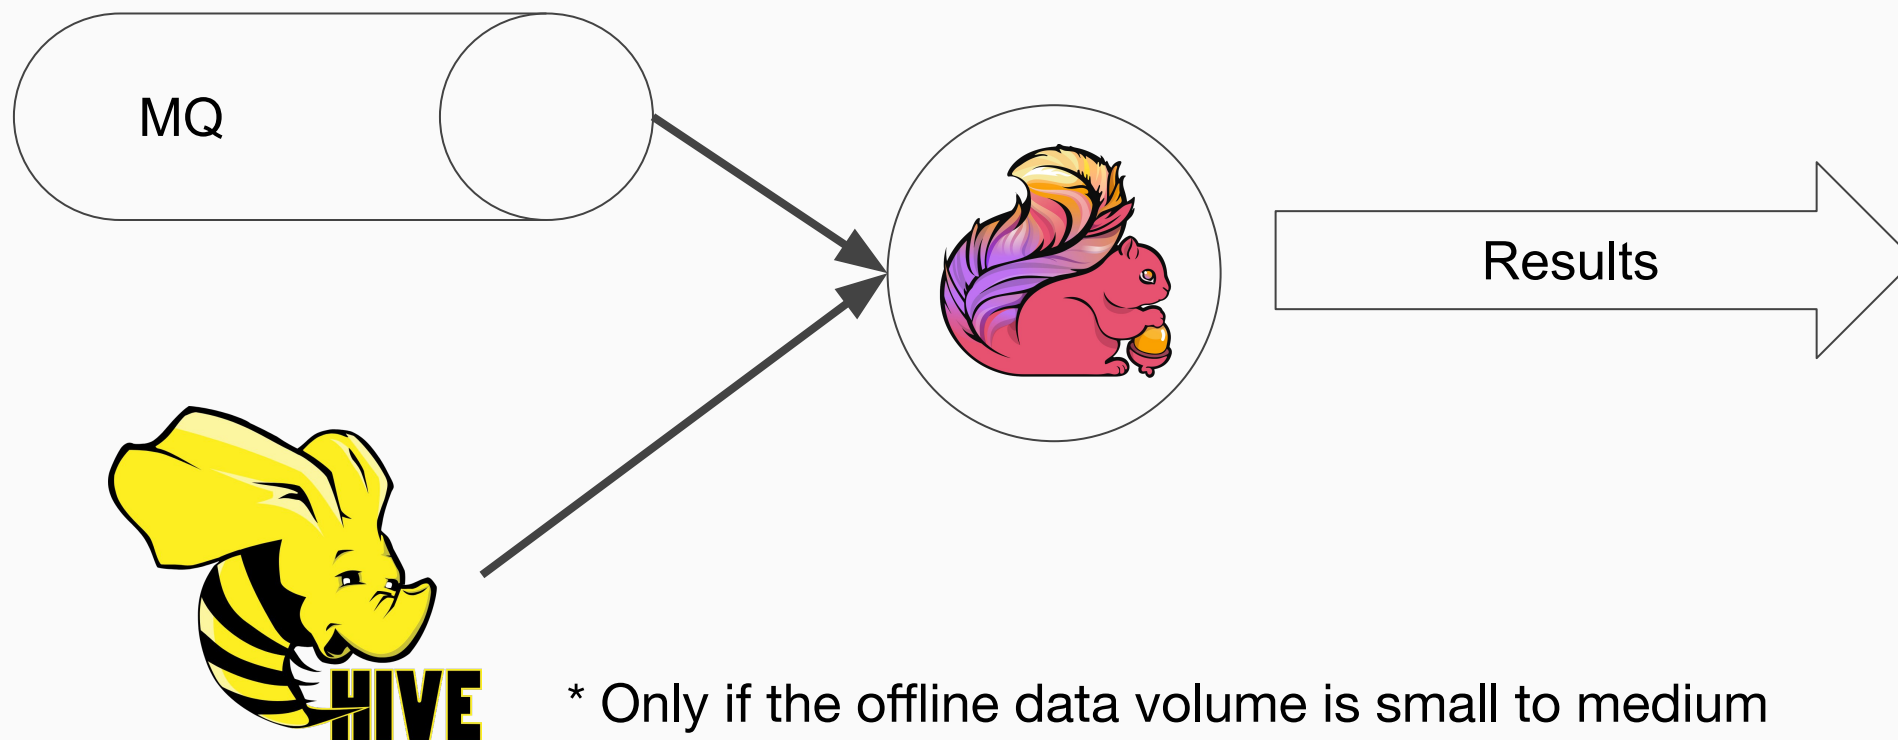 MQ
Results
HIVE
* Only if the offline data volume is small to medium